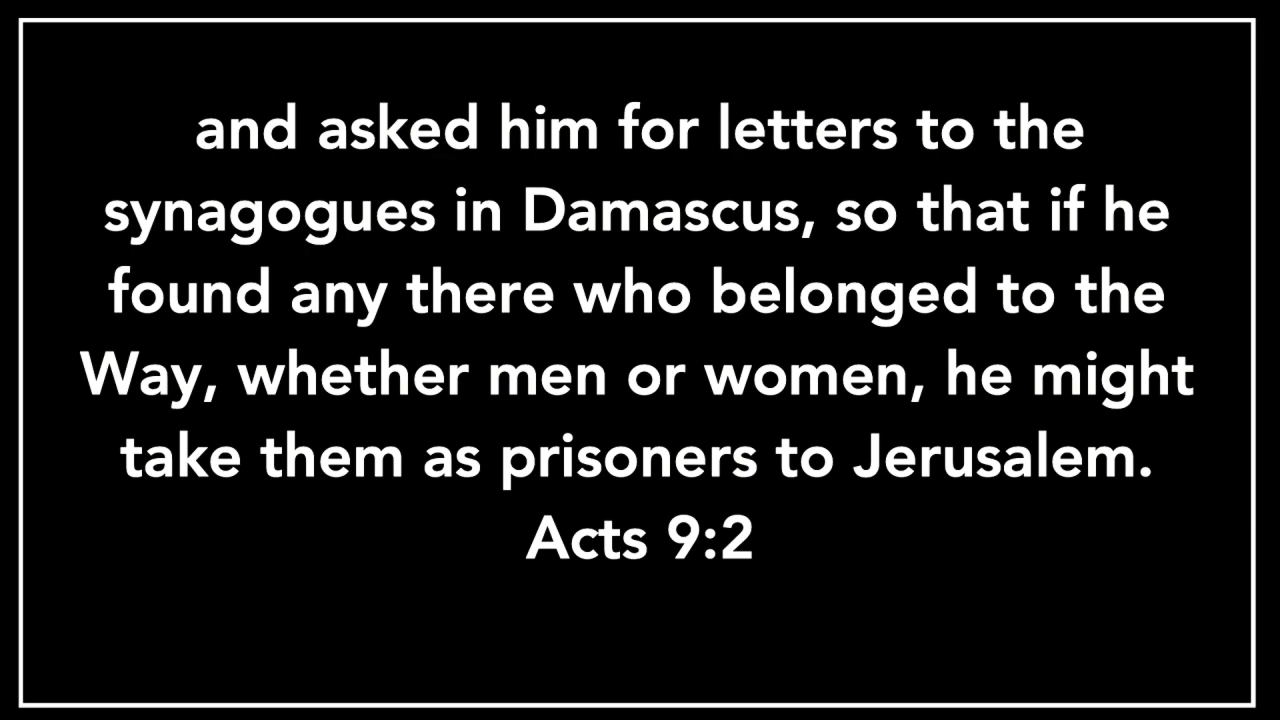 and asked him for letters to the
synagogues in Damascus, so that if he
found any there who belonged to the
Way, whether men or women, he might
take them as prisoners to Jerusalem.
Acts 9:2